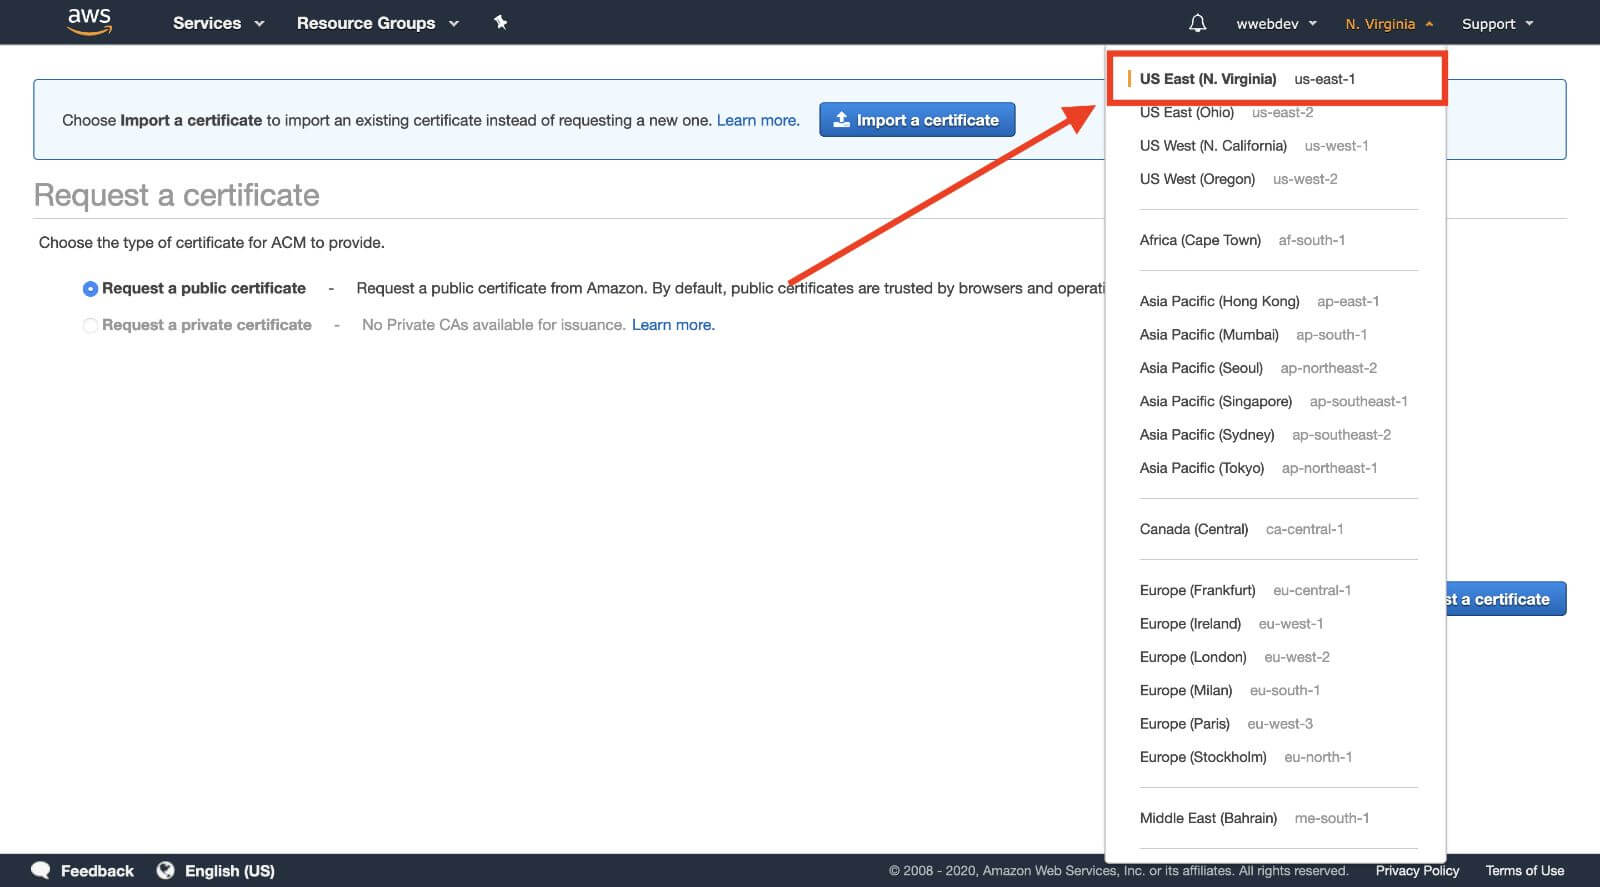 aws Services Resource Groups wwebdev N. Virginia Support
Choose Import a certificate to import an existing certificate instead of requesting a new one. Learn more. Import a certificate
Request a certificate
Choose the type of certificate for ACM to provide.
Request a public certificate - Request a public certificate from Amazon. By default, public certificates are trusted by browsers and operati
Request a private certificate - No Private CAs available for issuance. Learn more.
US East (N. Virginia) us-east-1
US East (Ohio) us-east-2
US West (N. California) us-west-1
US West (Oregon) us-west-2
Africa (Cape Town) af-south-1
Asia Pacific (Hong Kong) ap-east-1
Asia Pacific (Mumbai) ap-south-1
Asia Pacific (Seoul) ap-northeast-2
Asia Pacific (Singapore) ap-southeast-1
Asia Pacific (Sydney) ap-southeast-2
Asia Pacific (Tokyo) ap-northeast-1
Canada (Central) ca-central-1
Europe (Frankfurt) eu-central-1
Europe (Ireland) eu-west-1
Europe (London) eu-west-2
Europe (Milan) eu-south-1
Europe (Paris) eu-west-3
Europe (Stockholm) eu-north-1
Middle East (Bahrain) me-south-1
st a certificate
Feedback English (US) © 2008 - 2020, Amazon Web Services, Inc. or its affiliates. All rights reserved. Privacy Policy Terms of Use